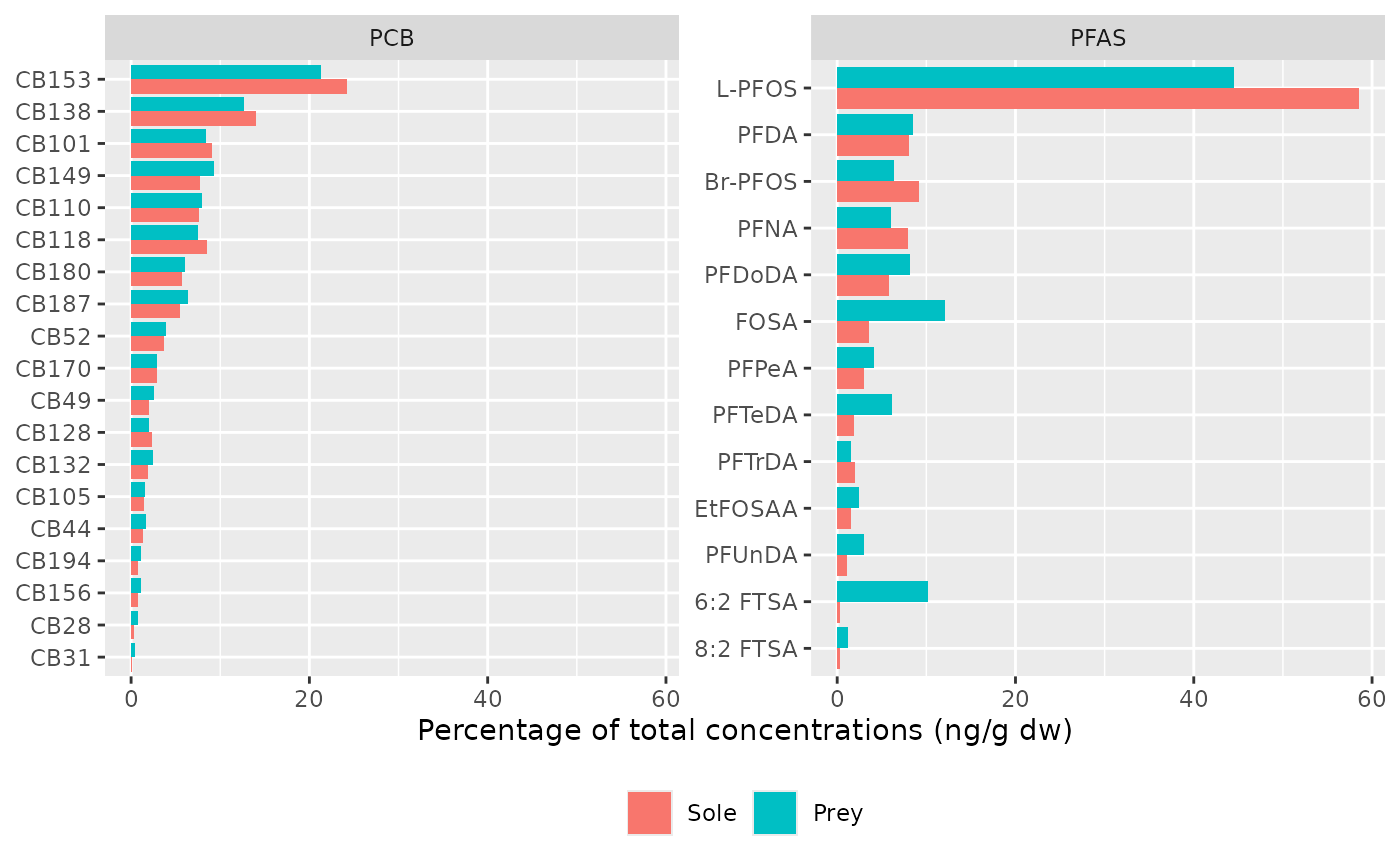 PCB
CB153
CB138
CB101
CB149
CB110
CB118
CB180
CB187
CB52
CB170
CB49
CB128
CB132
CB105
CB44
CB194
CB156
CB28
CB31
0 20 40 60
PFAS
L-PFOS
PFDA
Br-PFOS
PFNA
PFDoDA
FOSA
PFPeA
PFTeDA
PFTrDA
EtFOSAA
PFUnDA
6:2 FTSA
8:2 FTSA
0 20 40 60
Percentage of total concentrations (ng/g dw)
Sole Prey